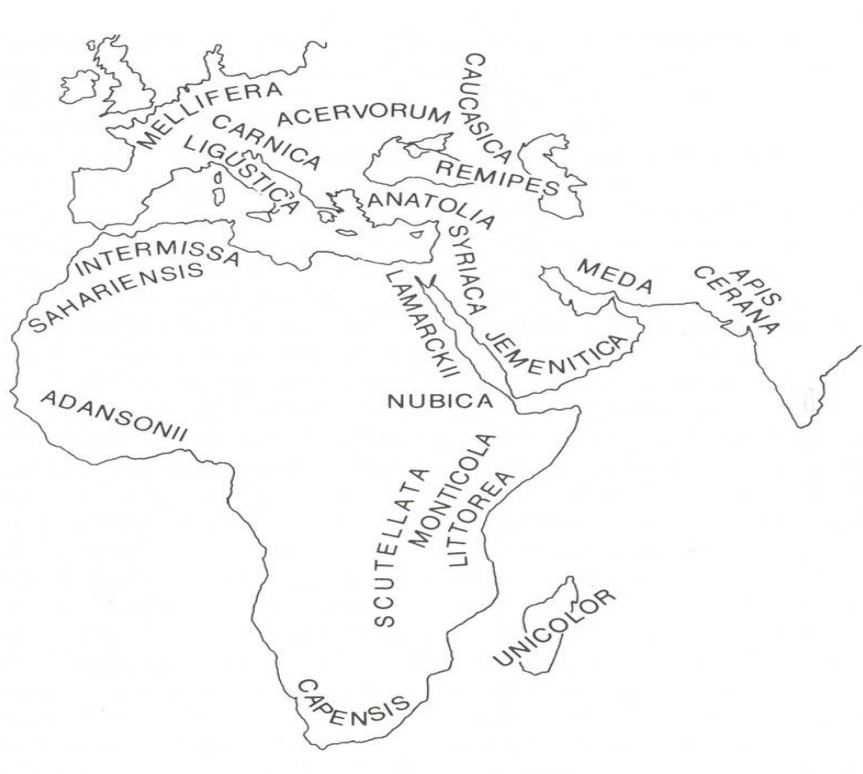 MELLIFERA
ACERVORUM
CAUCASICA
CARNICA
LIGUSTICA
REMIPES
ANATOLIA
INTERMISSA
SAHARIENSIS
SYRIACA
LAMARCKII
MEDA
APIS
CERANA
JEMENITICA
ADANSONII
NUBICA
SCUTELLATA
MONTICOLA
LITTOREA
UNICOLOR
CAPENSIS